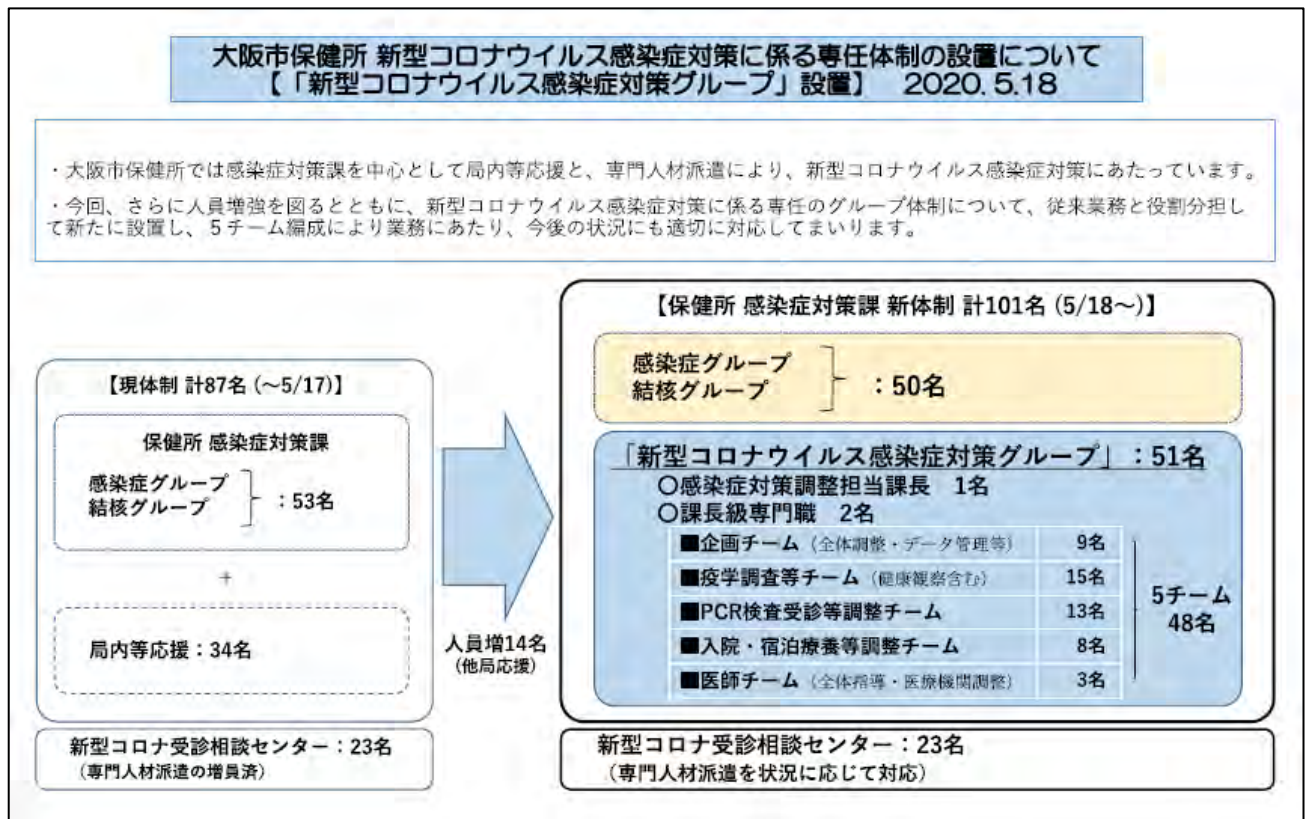 大阪市保健所 新型コロナウイルス感染症対策に係る専任体制の設置について
【「新型コロナウイルス感染症対策グループ」設置】 2020.5.18
・大阪市保健所では感染症対策課を中心として局内等応援と、専門人材派遣により、新型コロナウイルス感染症対策にあたっています。
・今回、さらに人員増強を図るとともに、新型コロナウイルス感染症対策に係る専任のグループ体制について、従来業務と役割分担し
て新たに設置し、５チーム編成により業務にあたり、今後の状況にも適切に対応してまいります。
【現体制 計87名 (～5/17)】
保健所 感染症対策課
感染症グループ
結核グループ
：53名
+
局内等応援：34名
新型コロナ受診相談センター：23名
（専門人材派遣の増員済）
人員増14名
(他局応援)
【保健所 感染症対策課 新体制 計101名 (5/18～)】
感染症グループ
結核グループ
：50名
「新型コロナウイルス感染症対策グループ」：51名
〇感染症対策調整担当課長 1名
〇課長級専門職 2名
■企画チーム（全体調整・データ管理等） 9名
■疫学調査等チーム（健康観察含む） 15名
■PCR検査受診等調整チーム 13名
■入院・宿泊療養等調整チーム 8名
■医師チーム（全体指導・医療機関調整） 3名
5チーム
48名
新型コロナ受診相談センター：23名
（専門人材派遣を状況に応じて対応）